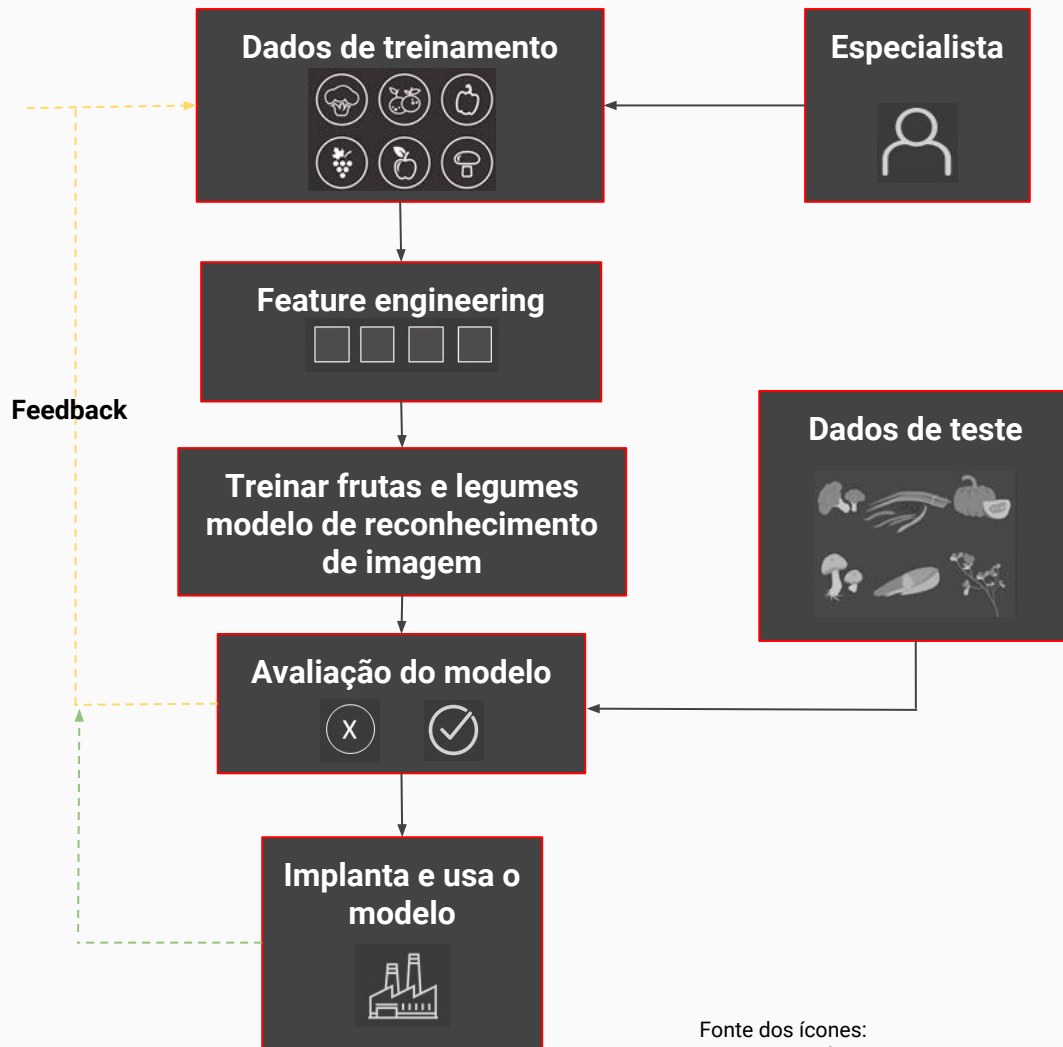 Dados de treinamento
Especialista
Feature engineering
Feedback
Dados de teste
Treinar frutas e legumes
modelo de reconhecimento
de imagem
Avaliação do modelo
X
Implanta e usa o
modelo
Fonte dos ícones: